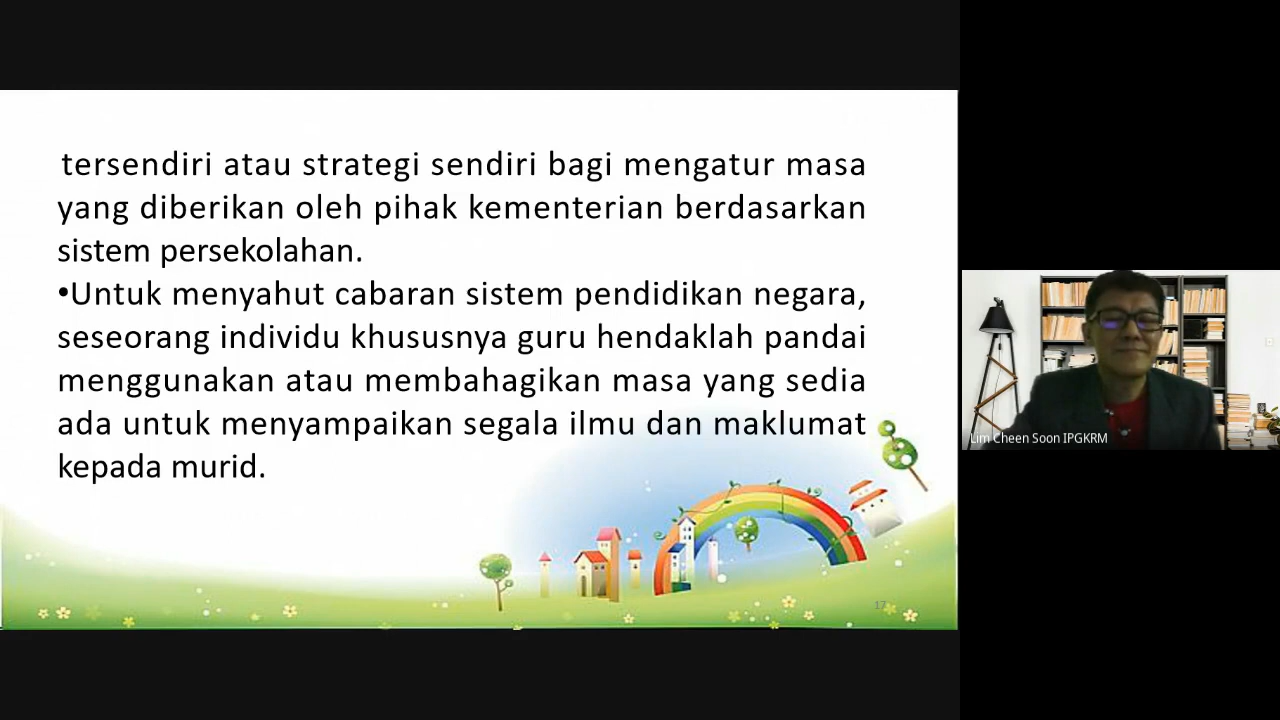 tersendiri atau strategi sendiri bagi mengatur masa
yang diberikan oleh pihak kementerian berdasarkan
sistem persekolahan.
•Untuk menyahut cabaran sistem pendidikan negara,
seseorang individu khususnya guru hendaklah pandai
menggunakan atau membahagikan masa yang sedia
ada untuk menyampaikan segala ilmu dan maklumat
kepada murid.
17
Lim Cheen Soon IPGKRM